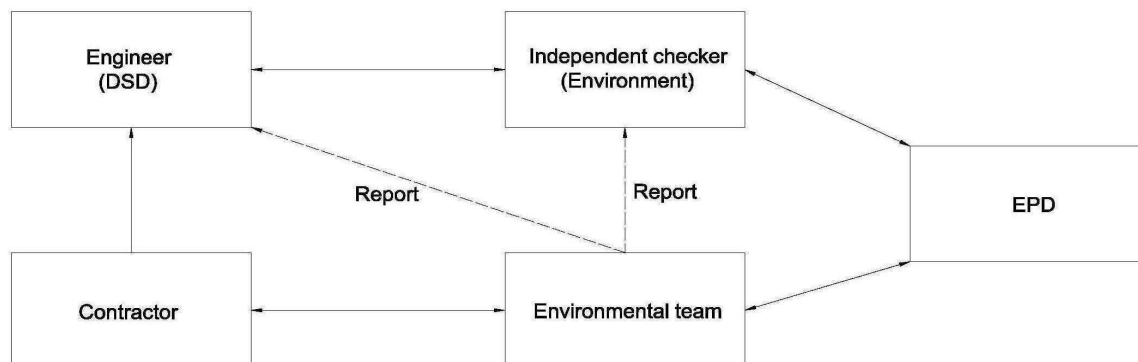 Engineer
(DSD)
Independent checker
(Environment)
Report
Report
EPD
Contractor
Environmental team